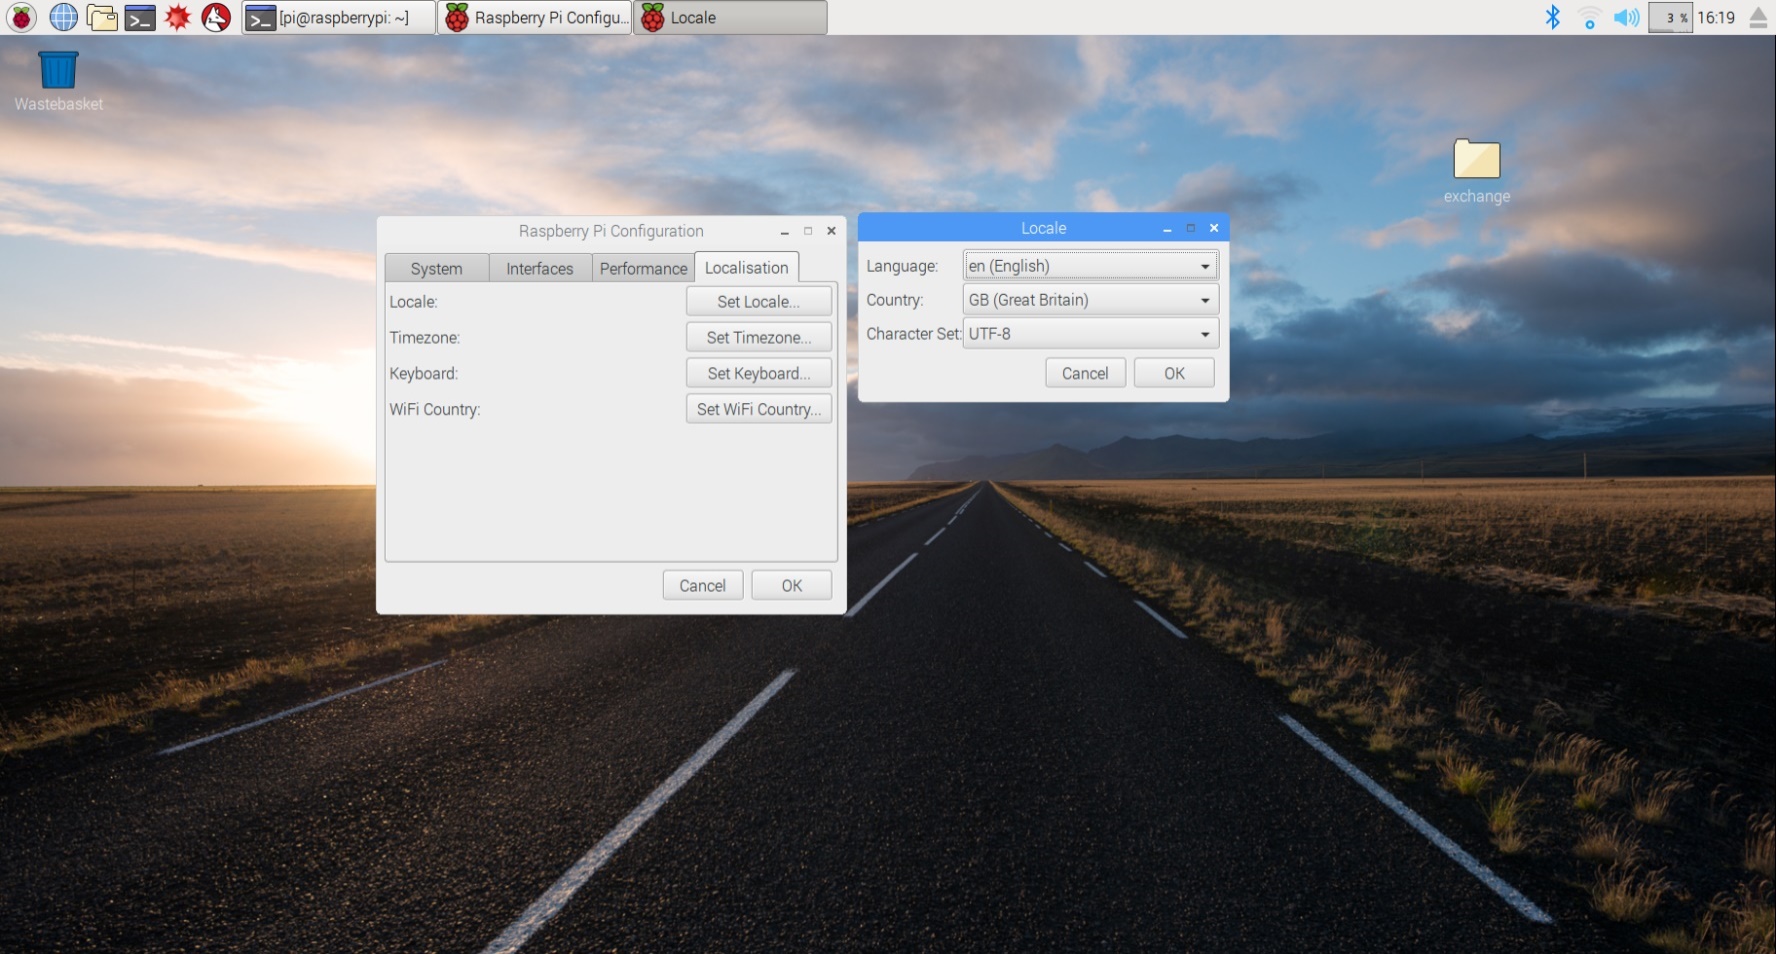 [pi@raspberrypi: ~]
Raspberry Pi Configu...
Locale
3 %
16:19
Wastebasket
exchange
Raspberry Pi Configuration
System
Interfaces
Performance
Localisation
Locale:
Set Locale...
Timezone:
Set Timezone...
Keyboard:
Set Keyboard...
WiFi Country:
Set WiFi Country...
Cancel
OK
Locale
Language:
en (English)
Country:
GB (Great Britain)
Character Set:
UTF-8
Cancel
OK